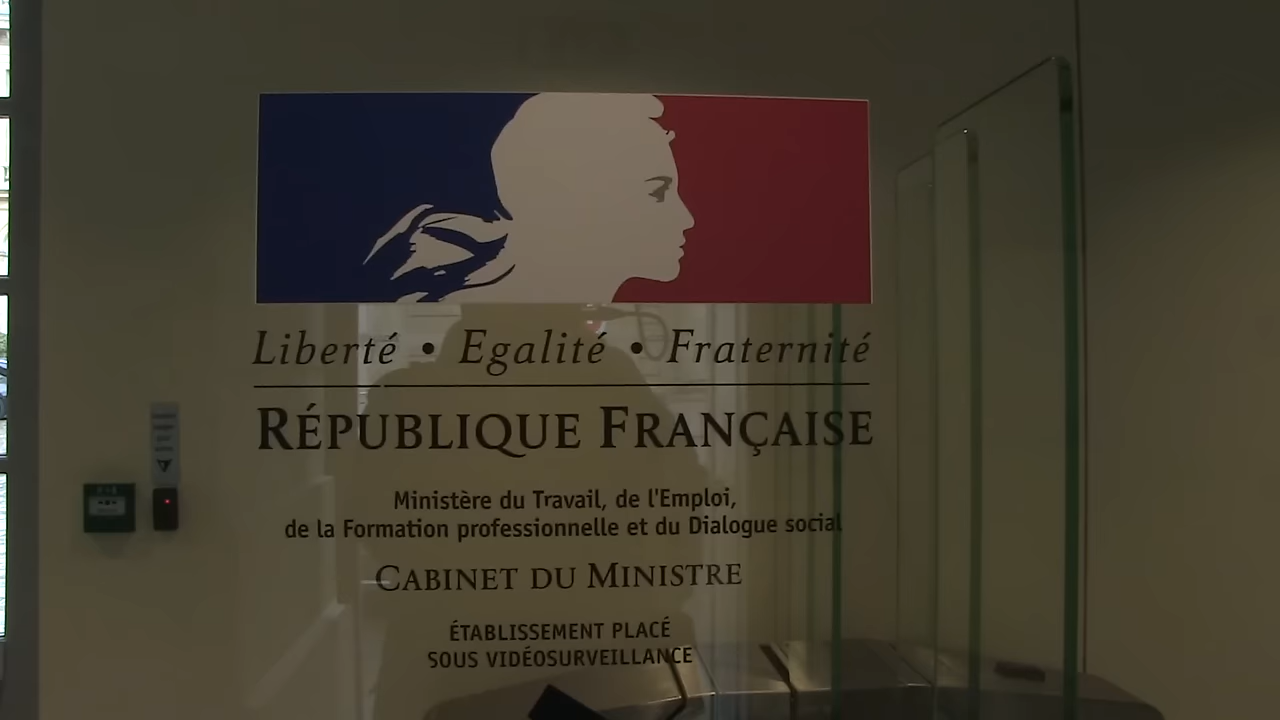 Liberté • Egalité • Fraternité
RÉPUBLIQUE FRANÇAISE
Ministère du Travail, de l'Emploi,
de la Formation professionnelle et du Dialogue social
CABINET DU MINISTRE
ÉTABLISSEMENT PLACÉ
SOUS VIDÉOSURVEILLANCE